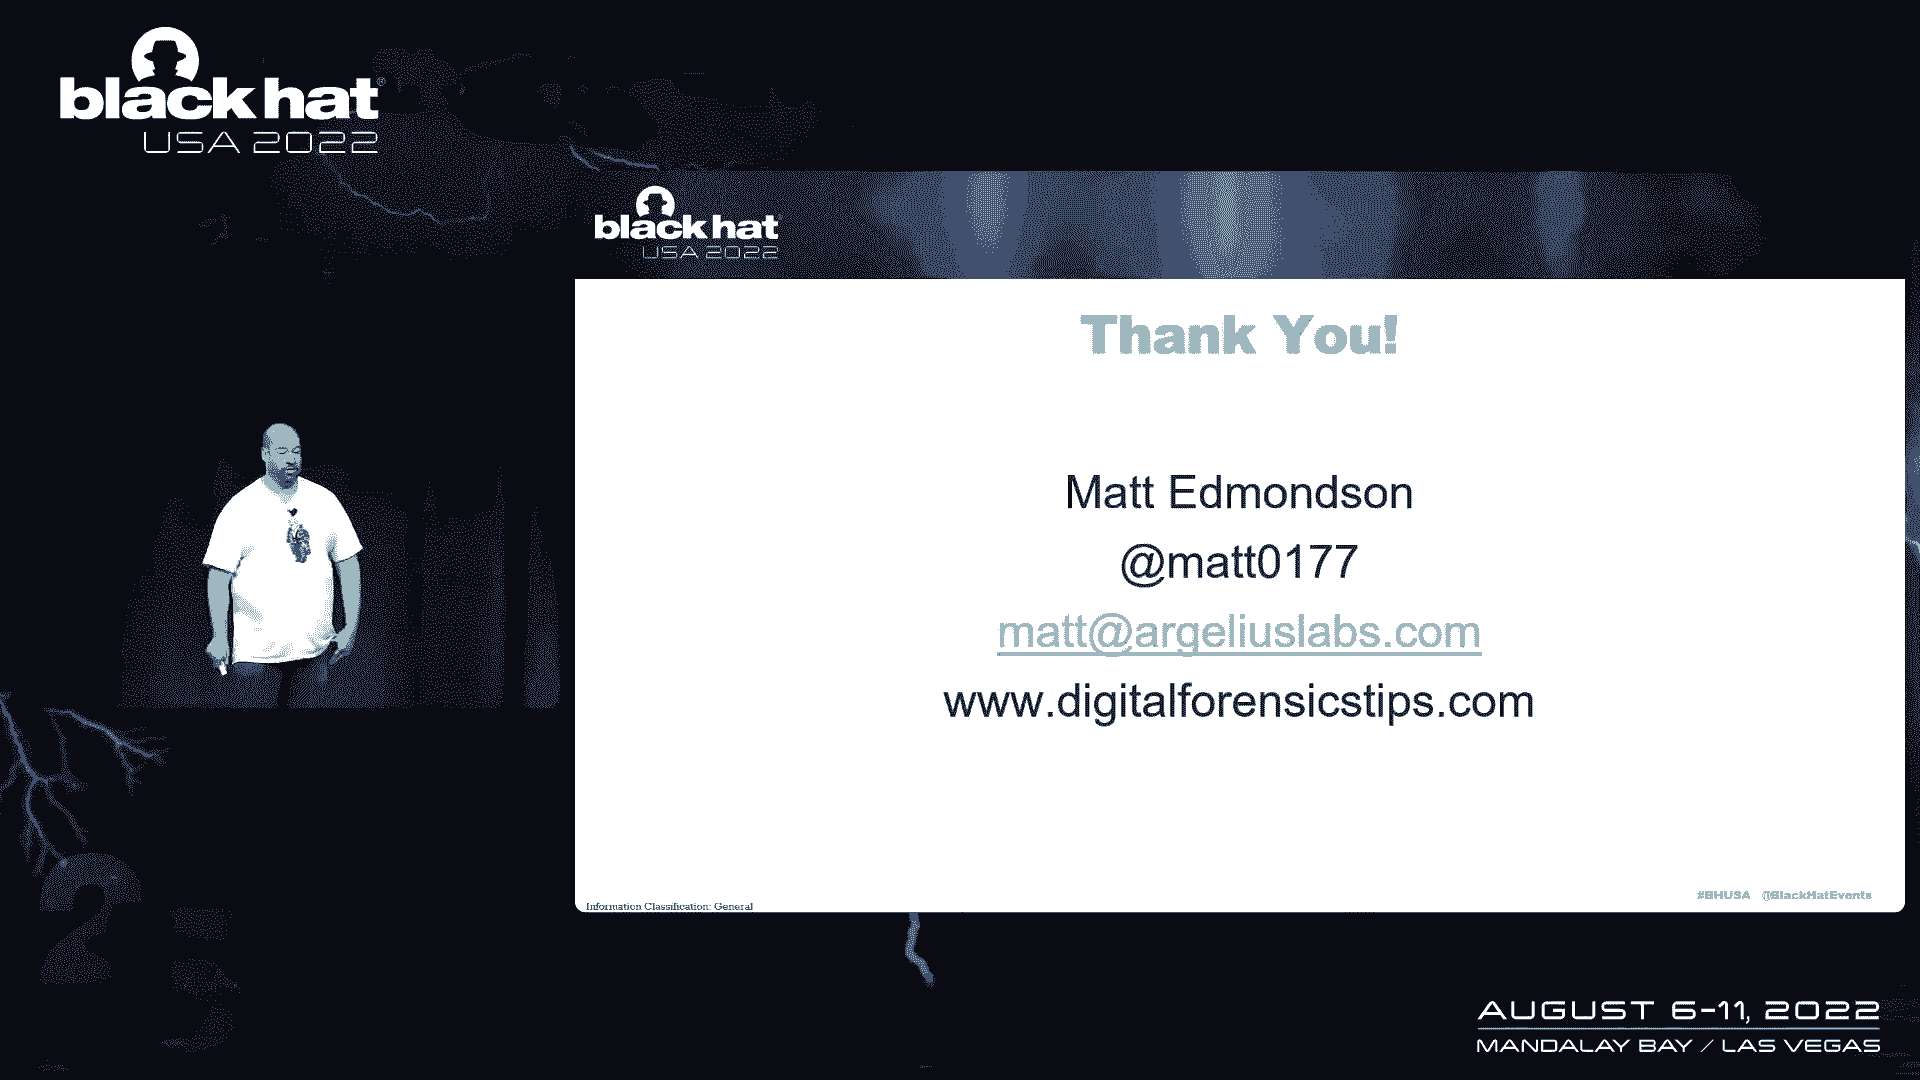 black hat®
USA 2022
black hat
USA 2022
Thank You!
Matt Edmondson
@matt0177
matt@argeliuslabs.com
www.digitalforensicstips.com
Information Classification: General
#BHUSA @BlackHatEvents
2
AUGUST 6-11, 2022
MANDALAY BAY / LAS VEGAS